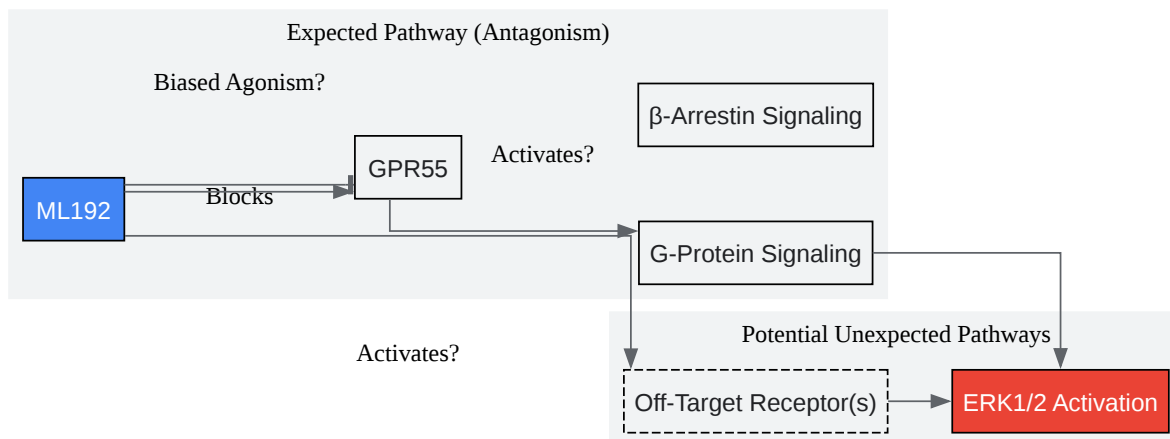 Expected Pathway (Antagonism)
Biased Agonism?
β-Arrestin Signaling
Activates?
GPR55
Blocks
ML192
G-Protein Signaling
Potential Unexpected Pathways
Activates?
Off-Target Receptor(s)
ERK1/2 Activation